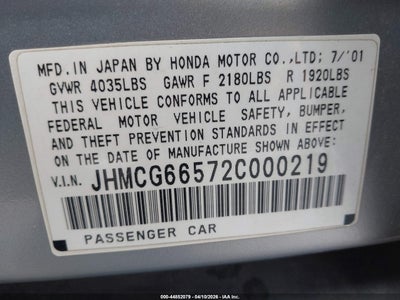 MFD.IN JAPAN BY HONDA MOTOR CO.,LTD; 7/'01
GVWR 4035LBS GAWR F 2180LBS R 1920LBS
THIS VEHICLE CONFORMS TO ALL APPLICABLE
FEDERAL MOTOR VEHICLE SAFETY, BUMPER,
AND THEFT PREVENTION STANDARDS IN EFFECT ON
THE DATE OF MANUFACTURE SHOWN ABOVE.
V.I.N. JHMCG66572C000219
PASSENGER CAR
000-44852079 - 04/10/2026 - IAA, Inc.